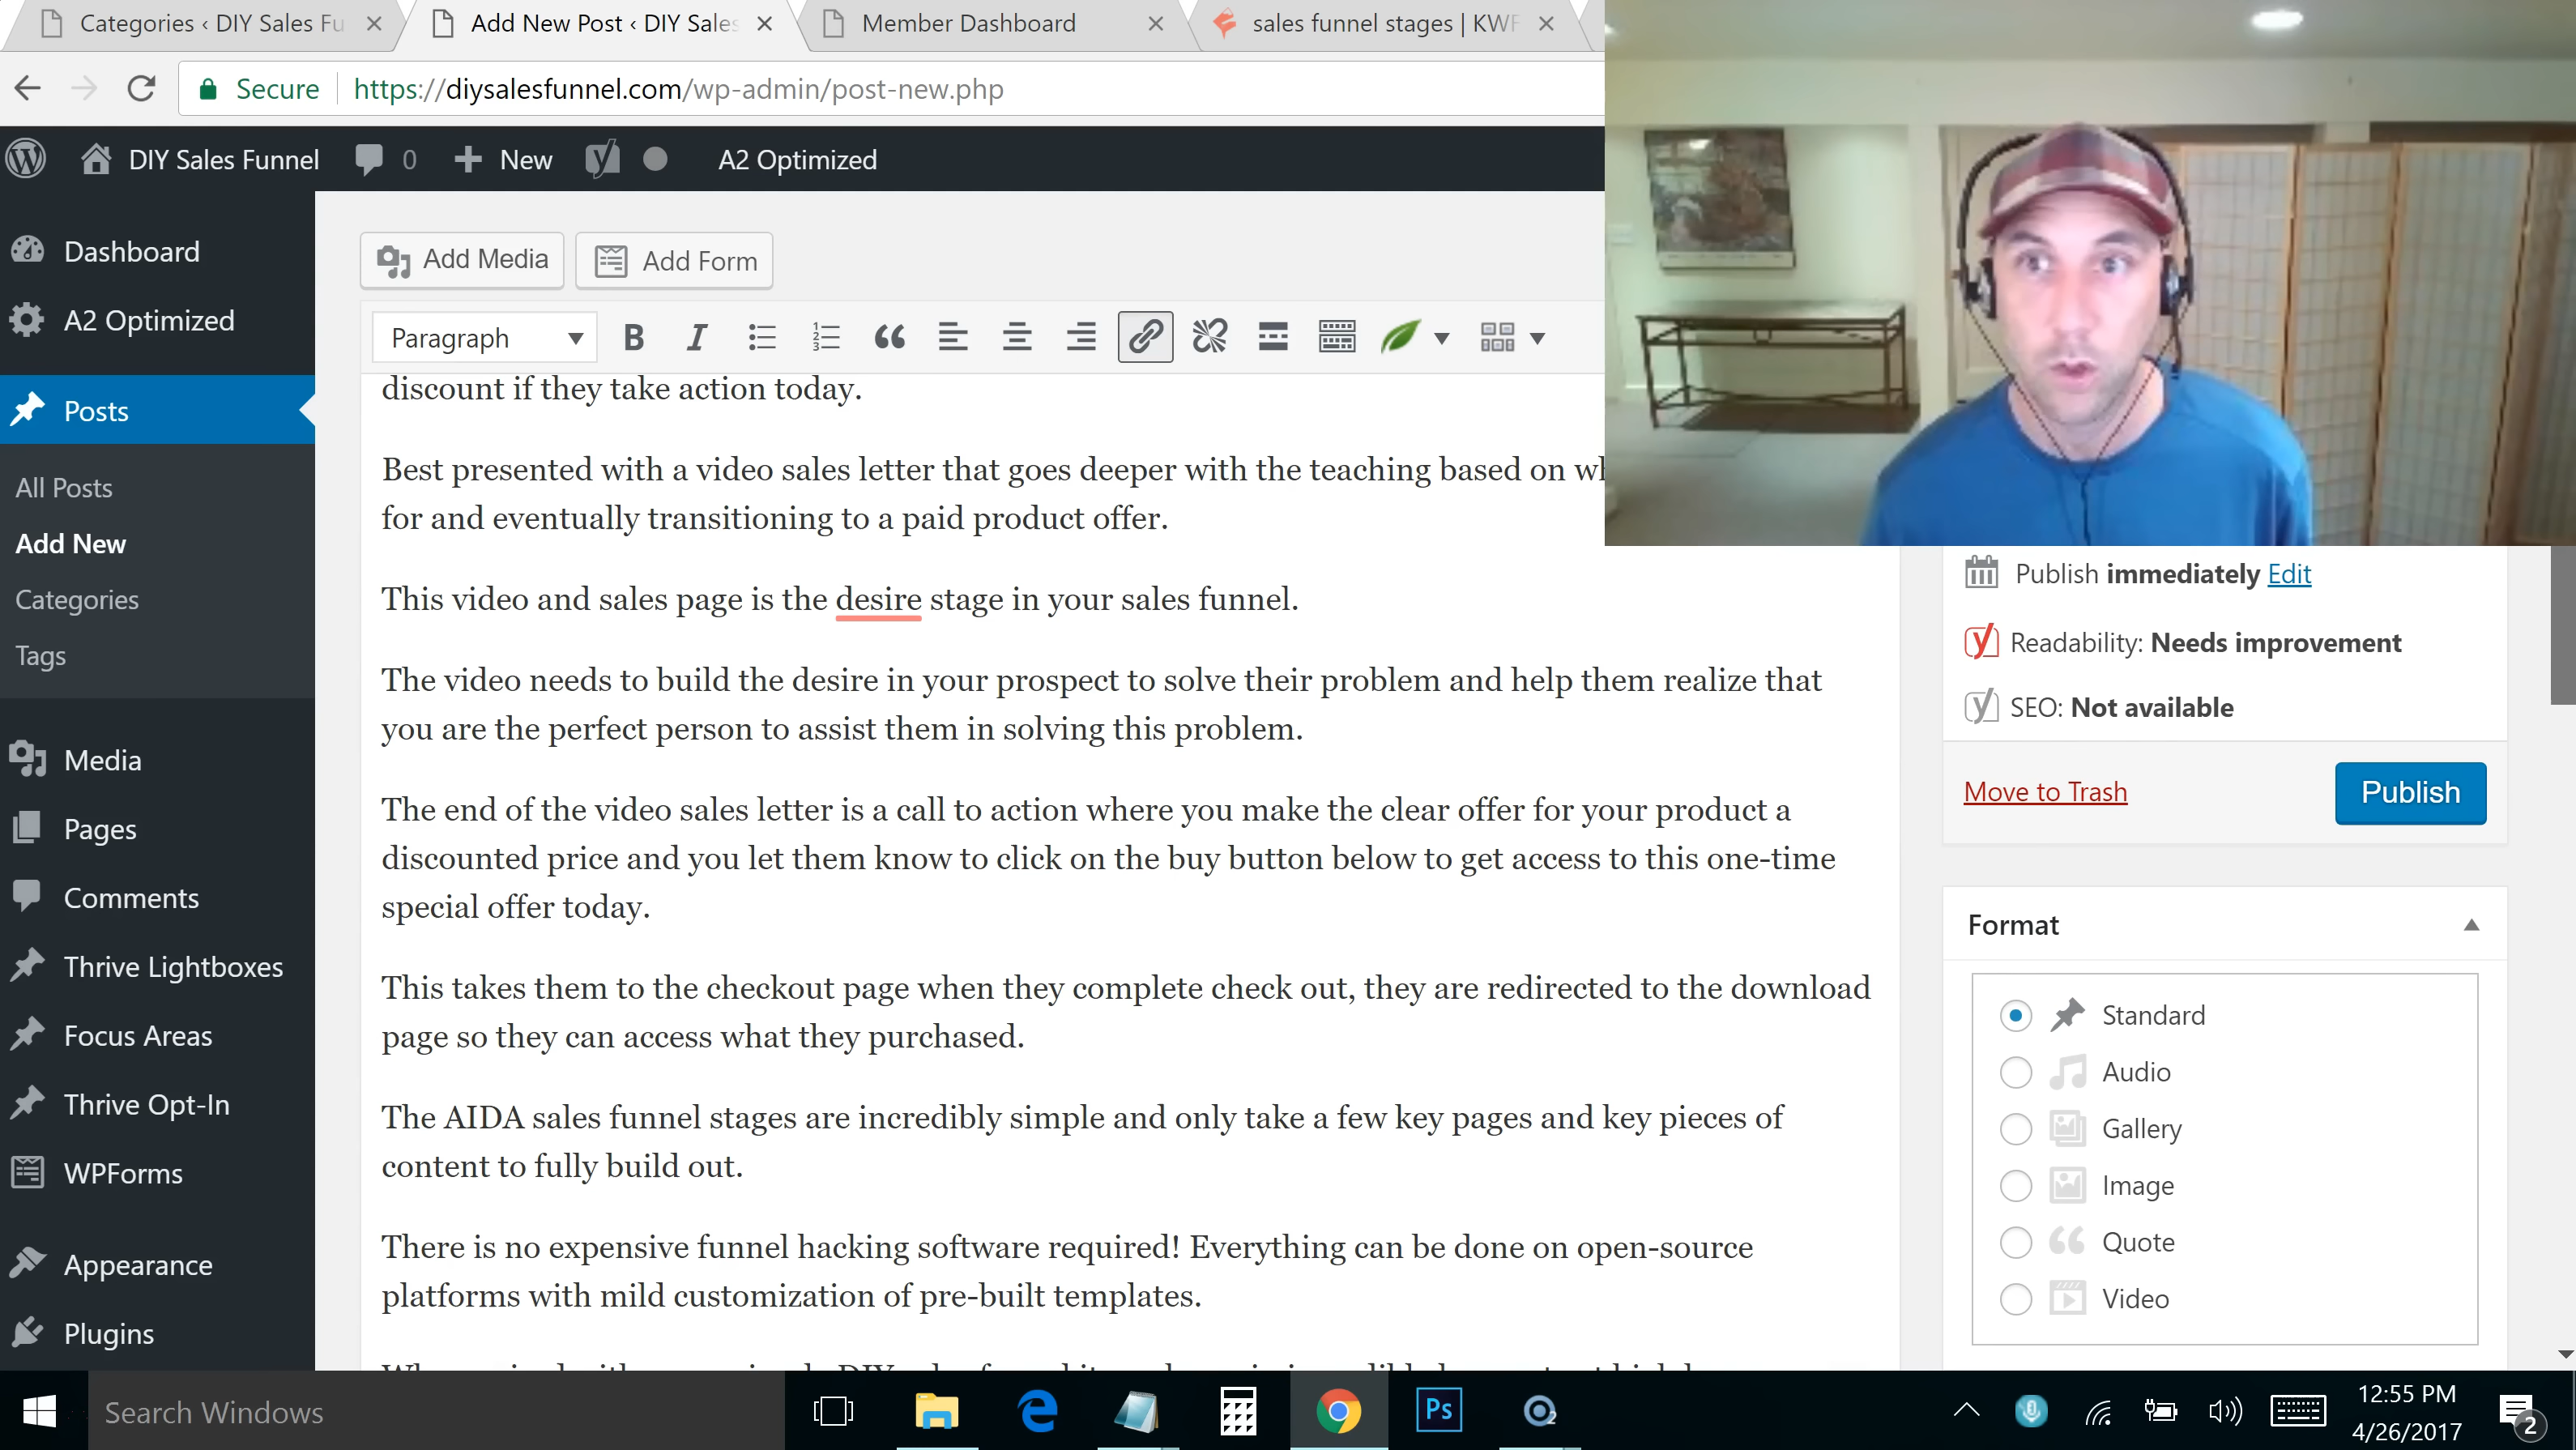 Categories ‹ DIY Sales Fu
Add New Post ‹ DIY Sales
Member Dashboard
sales funnel stages | KWF
Secure
https://diysalesfunnel.com/wp-admin/post-new.php
DIY Sales Funnel
0
New
A2 Optimized
Dashboard
A2 Optimized
Posts
All Posts
Add New
Categories
Tags
Media
Pages
Comments
Thrive Lightboxes
Focus Areas
Thrive Opt-In
WPForms
Appearance
Plugins
Add Media
Add Form
Paragraph
discount if they take action today.
Best presented with a video sales letter that goes deeper with the teaching based on
for and eventually transitioning to a paid product offer.
This video and sales page is the desire stage in your sales funnel.
The video needs to build the desire in your prospect to solve their problem and help them realize that
you are the perfect person to assist them in solving this problem.
The end of the video sales letter is a call to action where you make the clear offer for your product a
discounted price and you let them know to click on the buy button below to get access to this one-time
special offer today.
This takes them to the checkout page when they complete check out, they are redirected to the download
page so they can access what they purchased.
The AIDA sales funnel stages are incredibly simple and only take a few key pages and key pieces of
content to fully build out.
There is no expensive funnel hacking software required! Everything can be done on open-source
platforms with mild customization of pre-built templates.
Publish immediately Edit
Readability: Needs improvement
SEO: Not available
Move to Trash
Publish
Format
Standard
Audio
Gallery
Image
Quote
Video
Search Windows
Ps
12:55 PM
4/26/2017
2